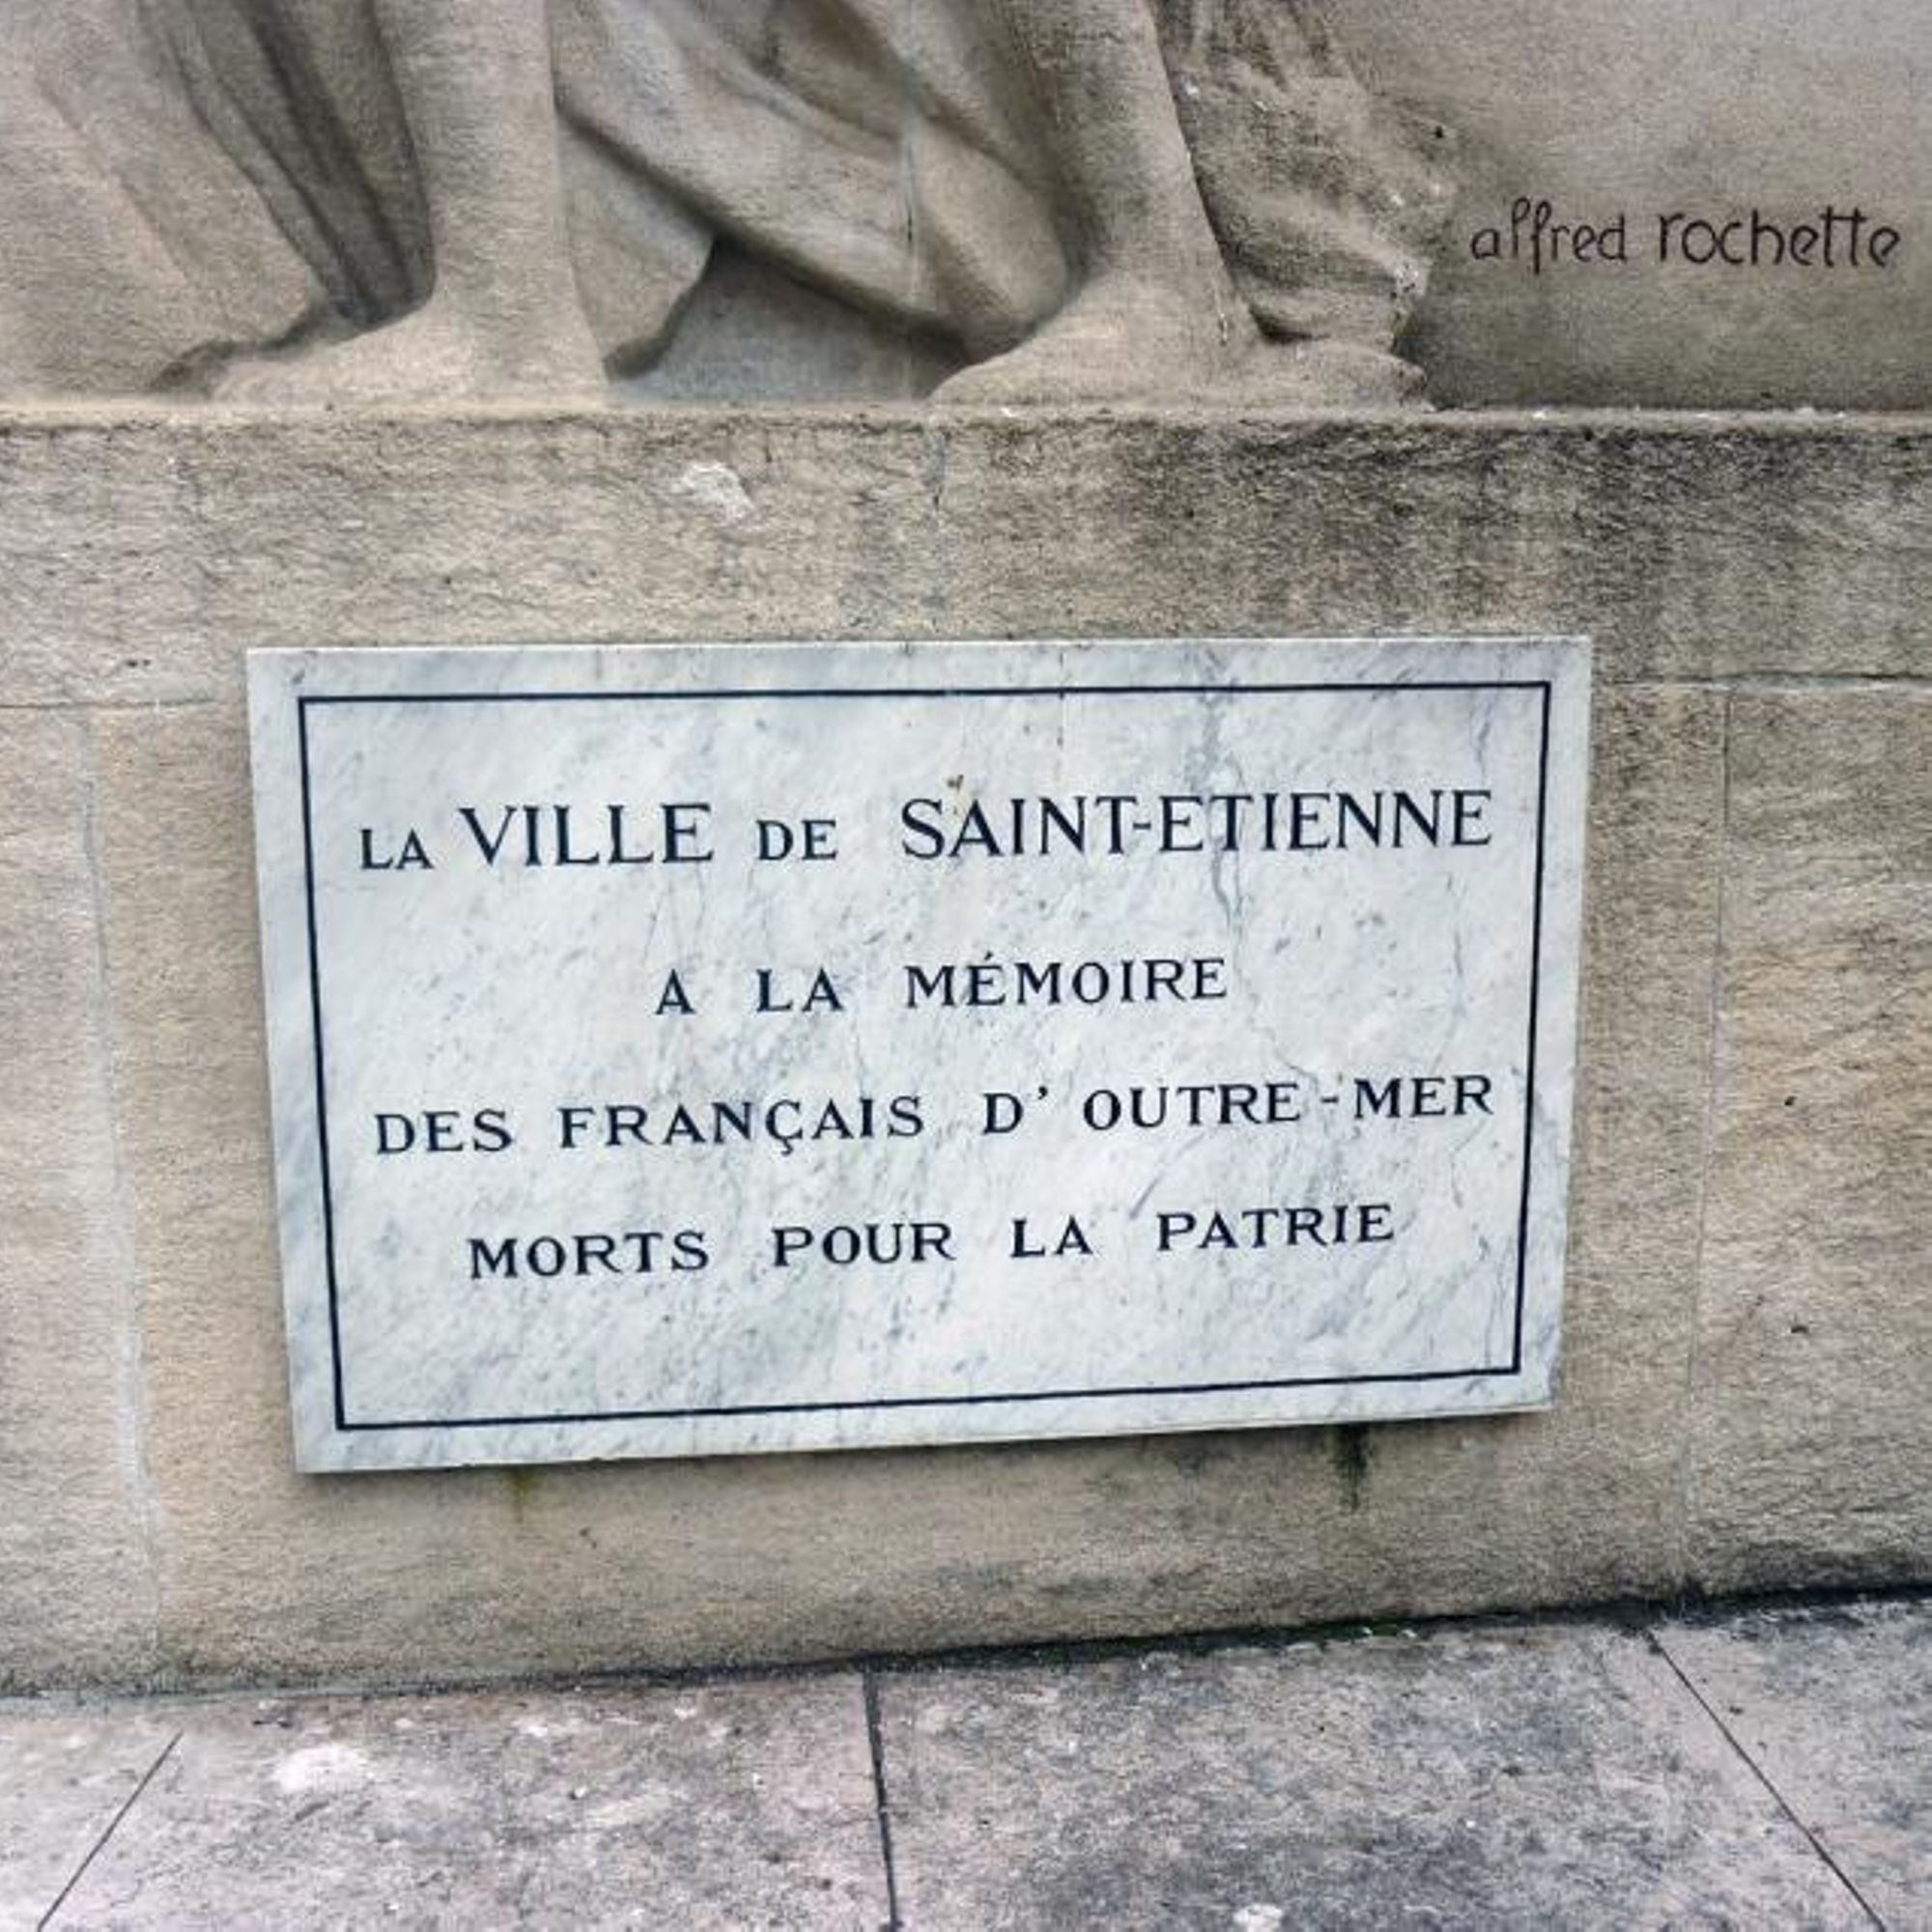 alfred rochette
LA VILLE DE SAINT-ETIENNE
A LA MÉMOIRE
DES FRANÇAIS D'OUTRE-MER
MORTS POUR LA PATRIE